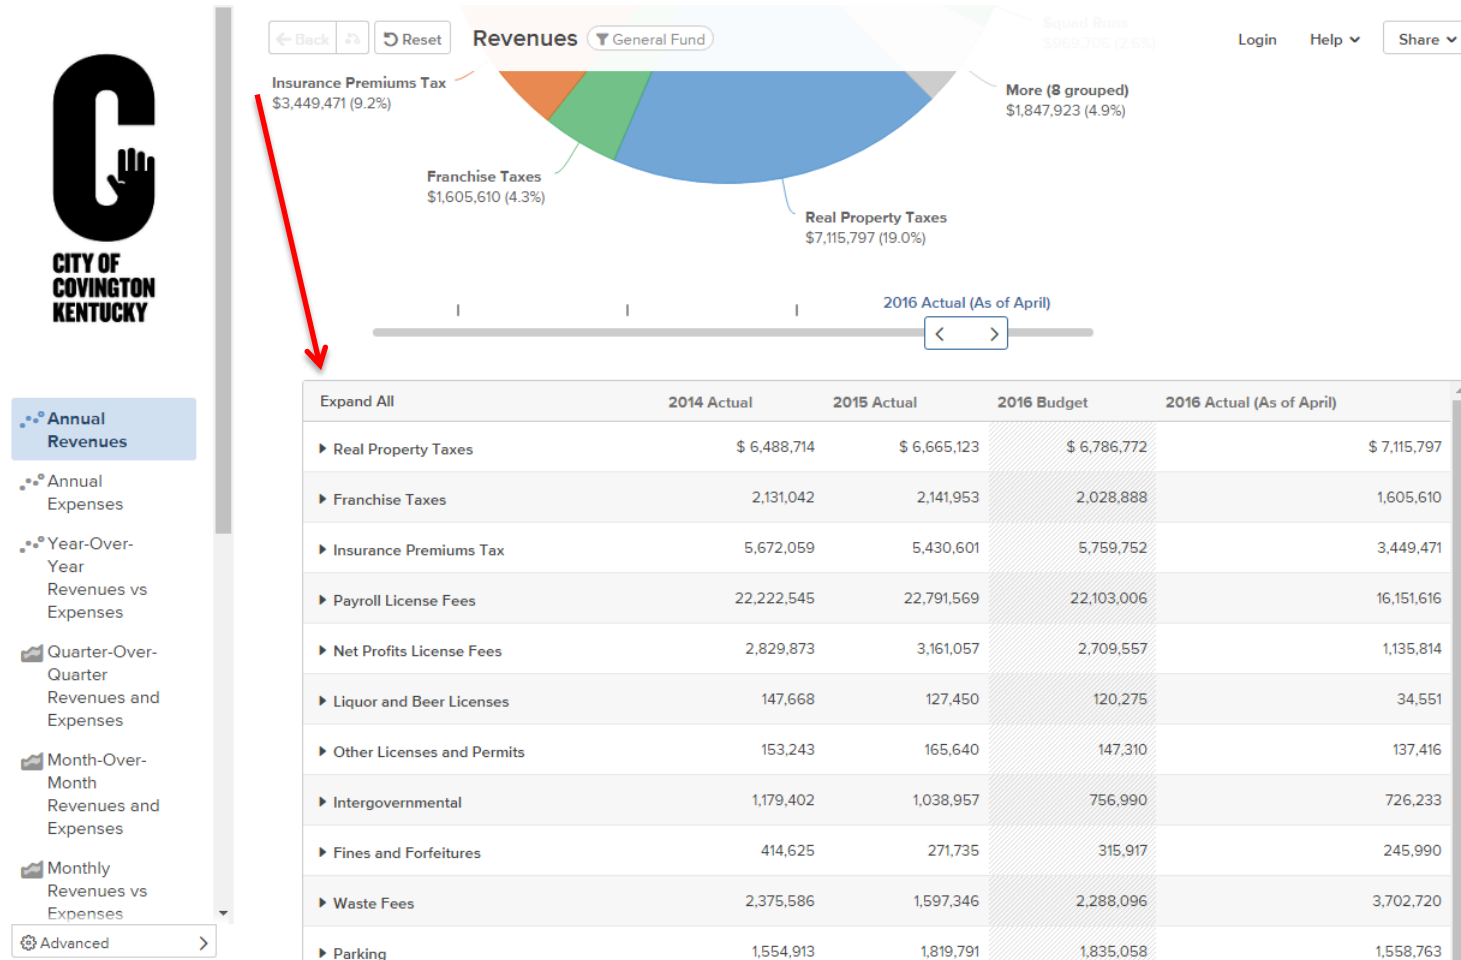 Back
Reset
Revenues
General Fund
Squad Runs
Login
Help
Share
Insurance Premiums Tax
$3,449,471 (9.2%)
More (8 grouped)
$1,847,923 (4.9%)
Franchise Taxes
$1,605,610 (4.3%)
Real Property Taxes
$7,115,797 (19.0%)
2016 Actual (As of April)
CITY OF
COVINGTON
KENTUCKY
Annual
Revenues
Annual
Expenses
Year-Over-
Year
Revenues vs
Expenses
Quarter-Over-
Quarter
Revenues and
Expenses
Month-Over-
Month
Revenues and
Expenses
Monthly
Revenues vs
Expenses
Advanced
Expand All 2014 Actual 2015 Actual 2016 Budget 2016 Actual (As of April)
Real Property Taxes $ 6,488,714 $ 6,665,123 $ 6,786,772 $ 7,115,797
Franchise Taxes 2,131,042 2,141,953 2,028,888 1,605,610
Insurance Premiums Tax 5,672,059 5,430,601 5,759,752 3,449,471
Payroll License Fees 22,222,545 22,791,569 22,103,006 16,151,616
Net Profits License Fees 2,829,873 3,161,057 2,709,557 1,135,814
Liquor and Beer Licenses 147,668 127,450 120,275 34,551
Other Licenses and Permits 153,243 165,640 147,310 137,416
Intergovernmental 1,179,402 1,038,957 756,990 726,233
Fines and Forfeitures 414,625 271,735 315,917 245,990
Waste Fees 2,375,586 1,597,346 2,288,096 3,702,720
Parking 1,554,913 1,819,791 1,835,058 1,558,763